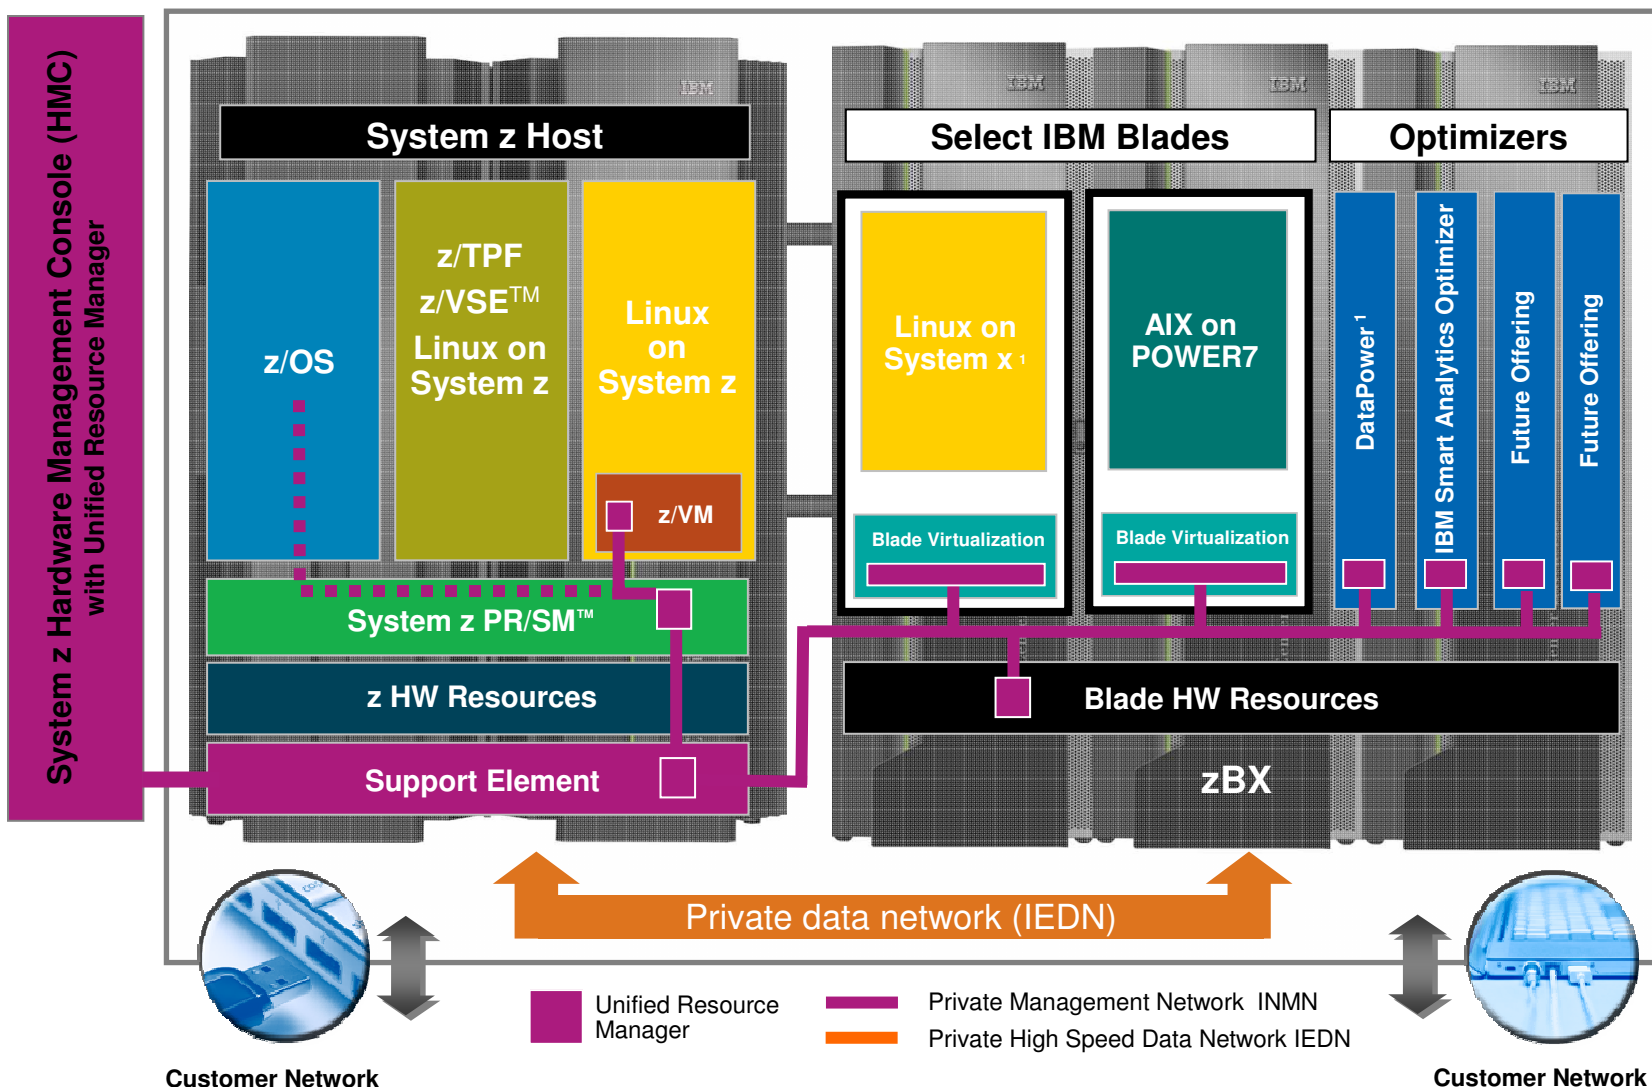 System z Hardware Management Console (HMC)
with Unified Resource Manager
IBM
IBM
IBM
IBM
System z Host
Select IBM Blades
Optimizers
z/OS
z/TPF
z/VSE™
Linux on
System z
Linux
on
System z
z/VM
Linux on
System x ¹
AIX on
POWER7
Blade Virtualization
Blade Virtualization
DataPower ¹
IBM Smart Analytics Optimizer
Future Offering
Future Offering
System z PR/SM™
z HW Resources
Support Element
Blade HW Resources
zBX
Private data network (IEDN)
Unified Resource
Manager
Private Management Network INMN
Private High Speed Data Network IEDN
Customer Network
Customer Network